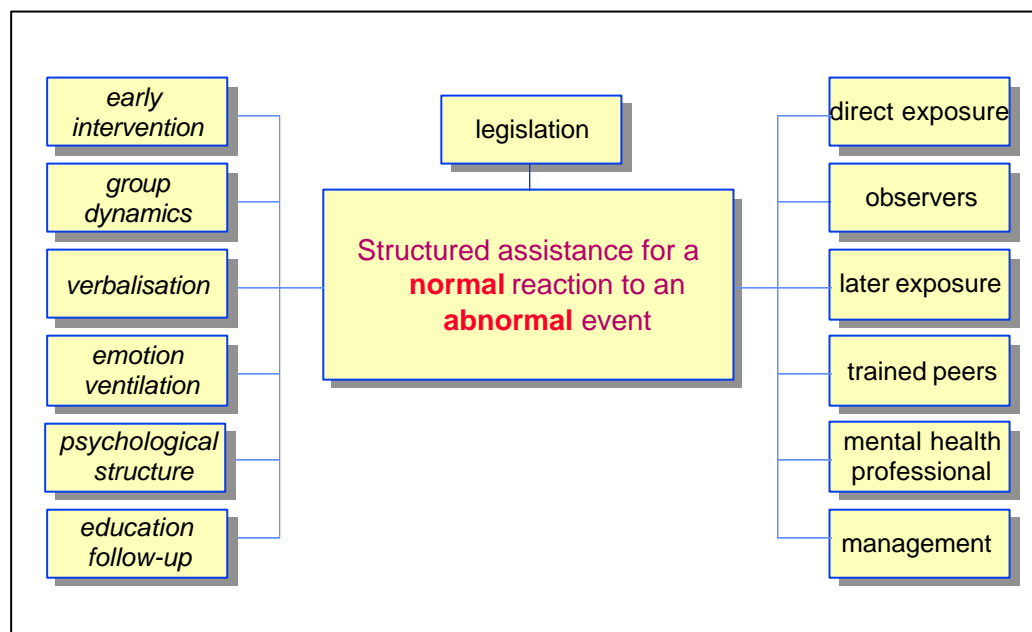 early
intervention
group
dynamics
verbalisation
emotion
ventilation
psychological
structure
education
follow-up
legislation
Structured assistance for a
normal reaction to an
abnormal event
direct exposure
observers
later exposure
trained peers
mental health
professional
management